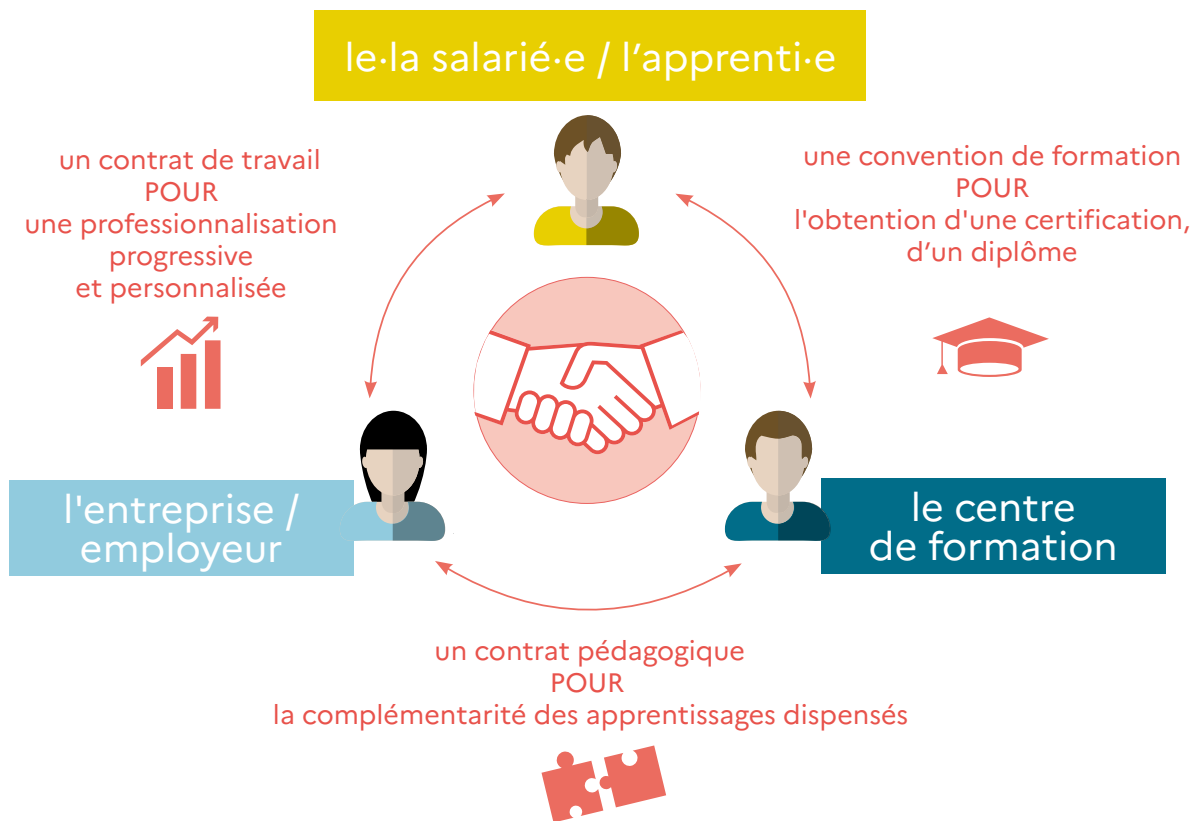 le·la salarié·e / l’apprenti·e
un contrat de travail
POUR
une professionnalisation
progressive
et personnalisée
une convention de formation
POUR
l'obtention d'une certification,
d’un diplôme
l'entreprise /
employeur
le centre
de formation
un contrat pédagogique
POUR
la complémentarité des apprentissages dispensés